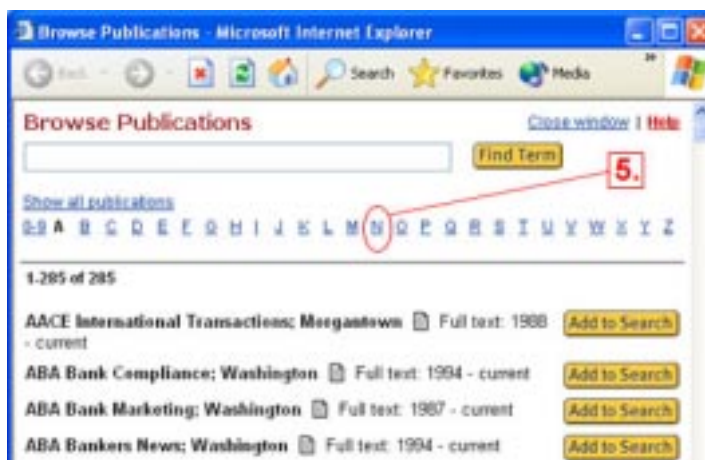 Browse Publications - Microsoft Internet Explorer
Back Search Favorites Media »
Browse Publications Close window | Help
Find Term
5.
Show all publications
0-9 A B C D E F G H I J K L M N O P Q R S T U V W X Y Z
1-285 of 285
AACE International Transactions; Morgantown Full text: 1988 Add to Search
- current
ABA Bank Compliance; Washington Full text: 1994 - current Add to Search
ABA Bank Marketing; Washington Full text: 1987 - current Add to Search
ABA Bankers News; Washington Full text: 1994 - current Add to Search